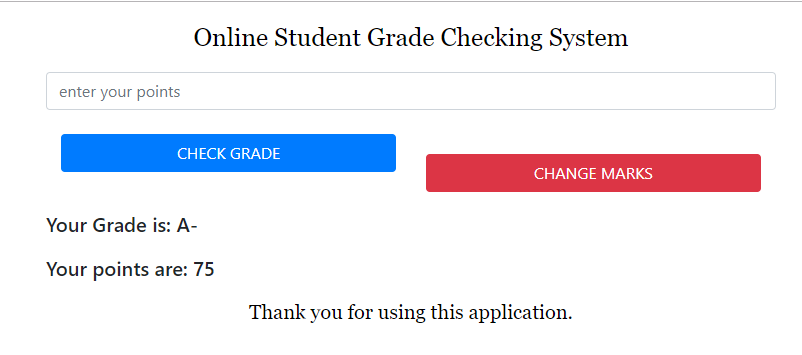 Online Student Grade Checking System
enter your points
CHECK GRADE
CHANGE MARKS
Your Grade is: A-
Your points are: 75
Thank you for using this application.